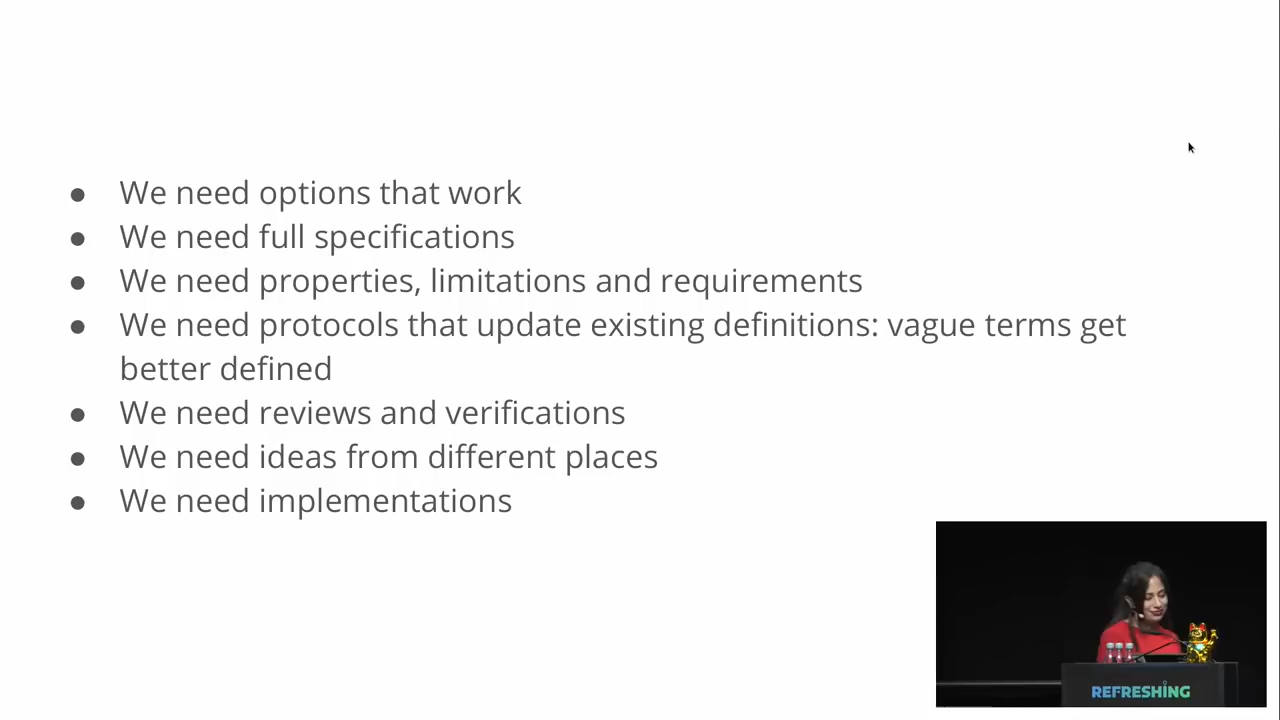 ● We need options that work
● We need full specifications
● We need properties, limitations and requirements
● We need protocols that update existing definitions: vague terms get
better defined
● We need reviews and verifications
● We need ideas from different places
● We need implementations
REFRESHING